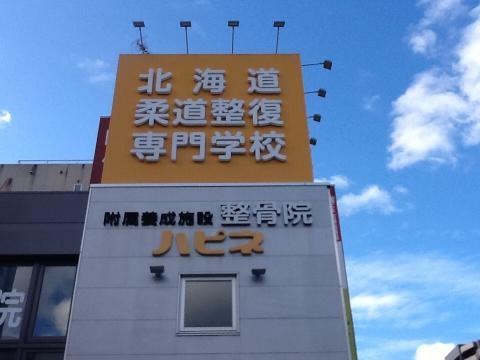 北海道
柔道整復
専門学校
附属養成施設 整骨院
ハピネ
院